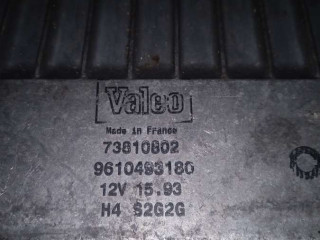 Valeo
Made in France
73810802
9610493180
12V 15.93
H4 S2G2G